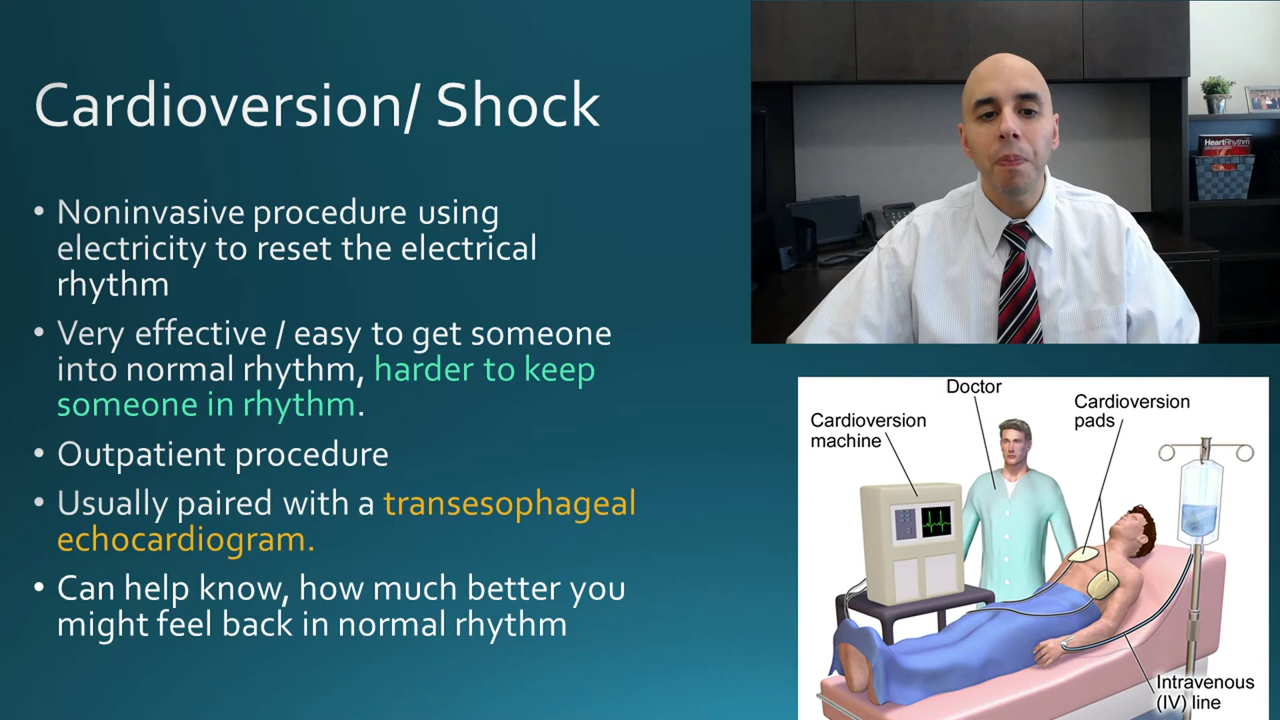 Cardioversion/ Shock
• Noninvasive procedure using
electricity to reset the electrical
rhythm
• Very effective / easy to get someone
into normal rhythm, harder to keep
someone in rhythm.
• Outpatient procedure
• Usually paired with a transesophageal
echocardiogram.
• Can help know, how much better you
might feel back in normal rhythm
HeartRhythm
Doctor
Cardioversion
machine
Cardioversion
pads
Intravenous
(IV) line